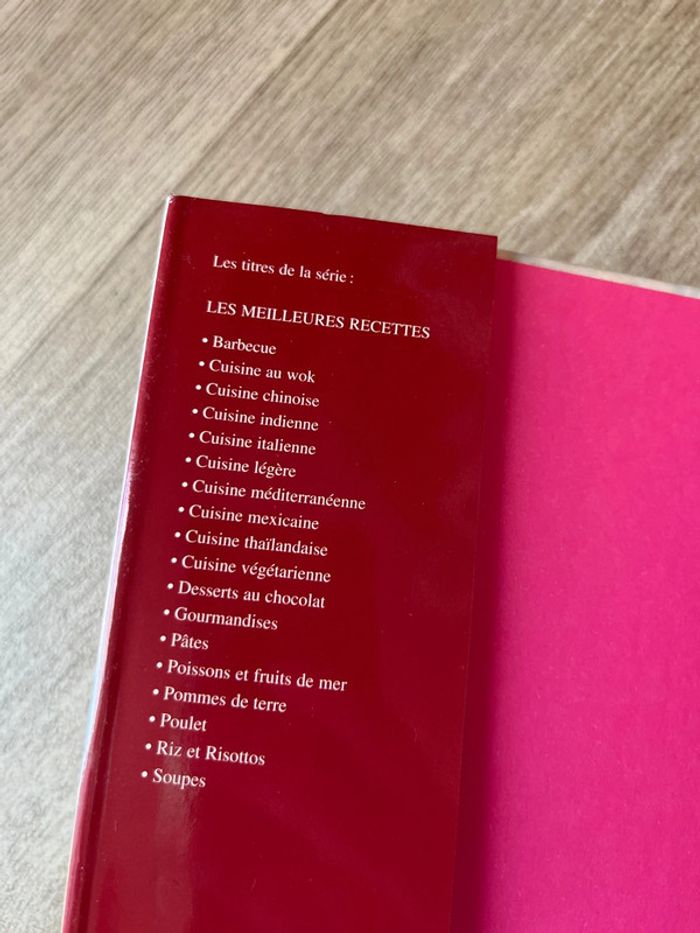 Les titres de la série :
LES MEILLEURES RECETTES
• Barbecue
• Cuisine au wok
• Cuisine chinoise
• Cuisine indienne
• Cuisine italienne
• Cuisine légère
• Cuisine méditerranéenne
• Cuisine mexicaine
• Cuisine thaïlandaise
• Cuisine végétarienne
• Desserts au chocolat
• Gourmandises
• Pâtes
• Poissons et fruits de mer
• Pommes de terre
• Poulet
• Riz et Risottos
• Soupes